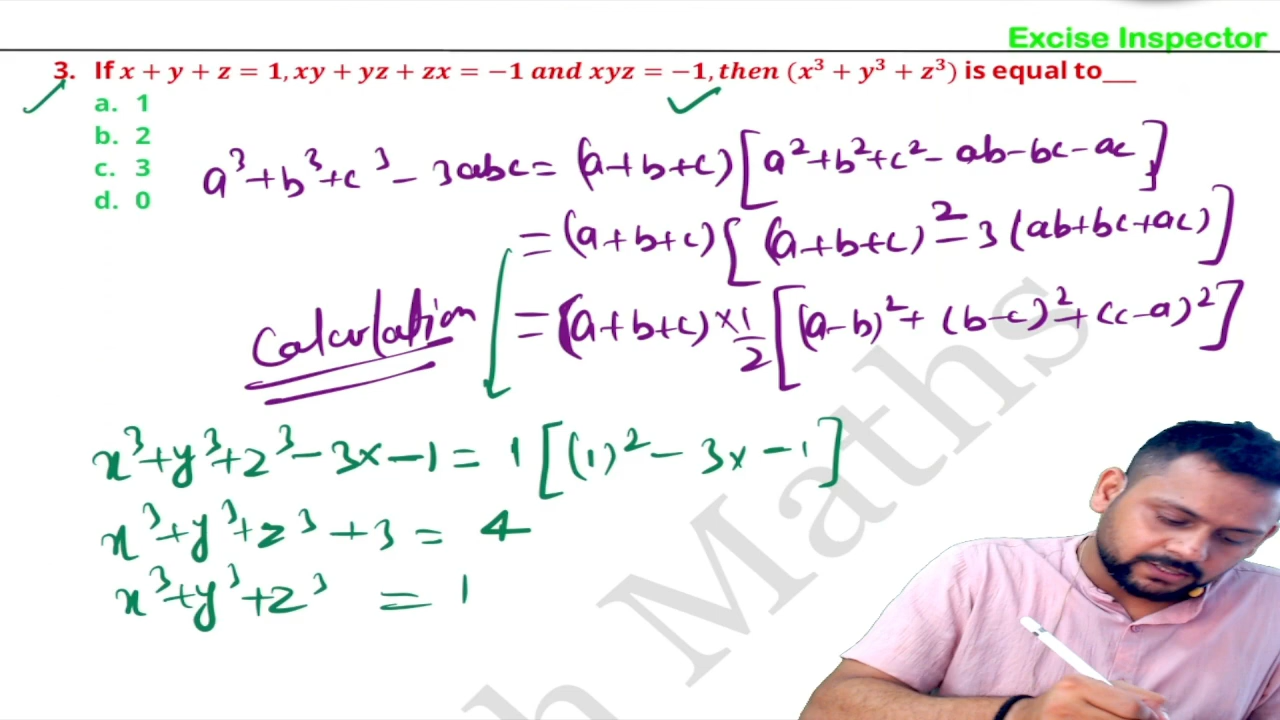 Excise Inspector
3. If x + y + z = 1, xy + yz + zx = −1 and xyz = −1, then (x³ + y³ + z³) is equal to___
a. 1
b. 2
c. 3
d. 0
a³+b³+c³ − 3abc = (a+b+c)[a²+b²+c² − ab−bc−ac]
= (a+b+c)[(a+b+c)² − 3(ab+bc+ac)]
= (a+b+c) × 1/2 [(a−b)² + (b−c)² + (c−a)²]
Calculation
x³+y³+z³ − 3x −1 = 1[(1)² − 3x −1]
x³+y³+z³ + 3 = 4
x³+y³+z³ = 1
Maths